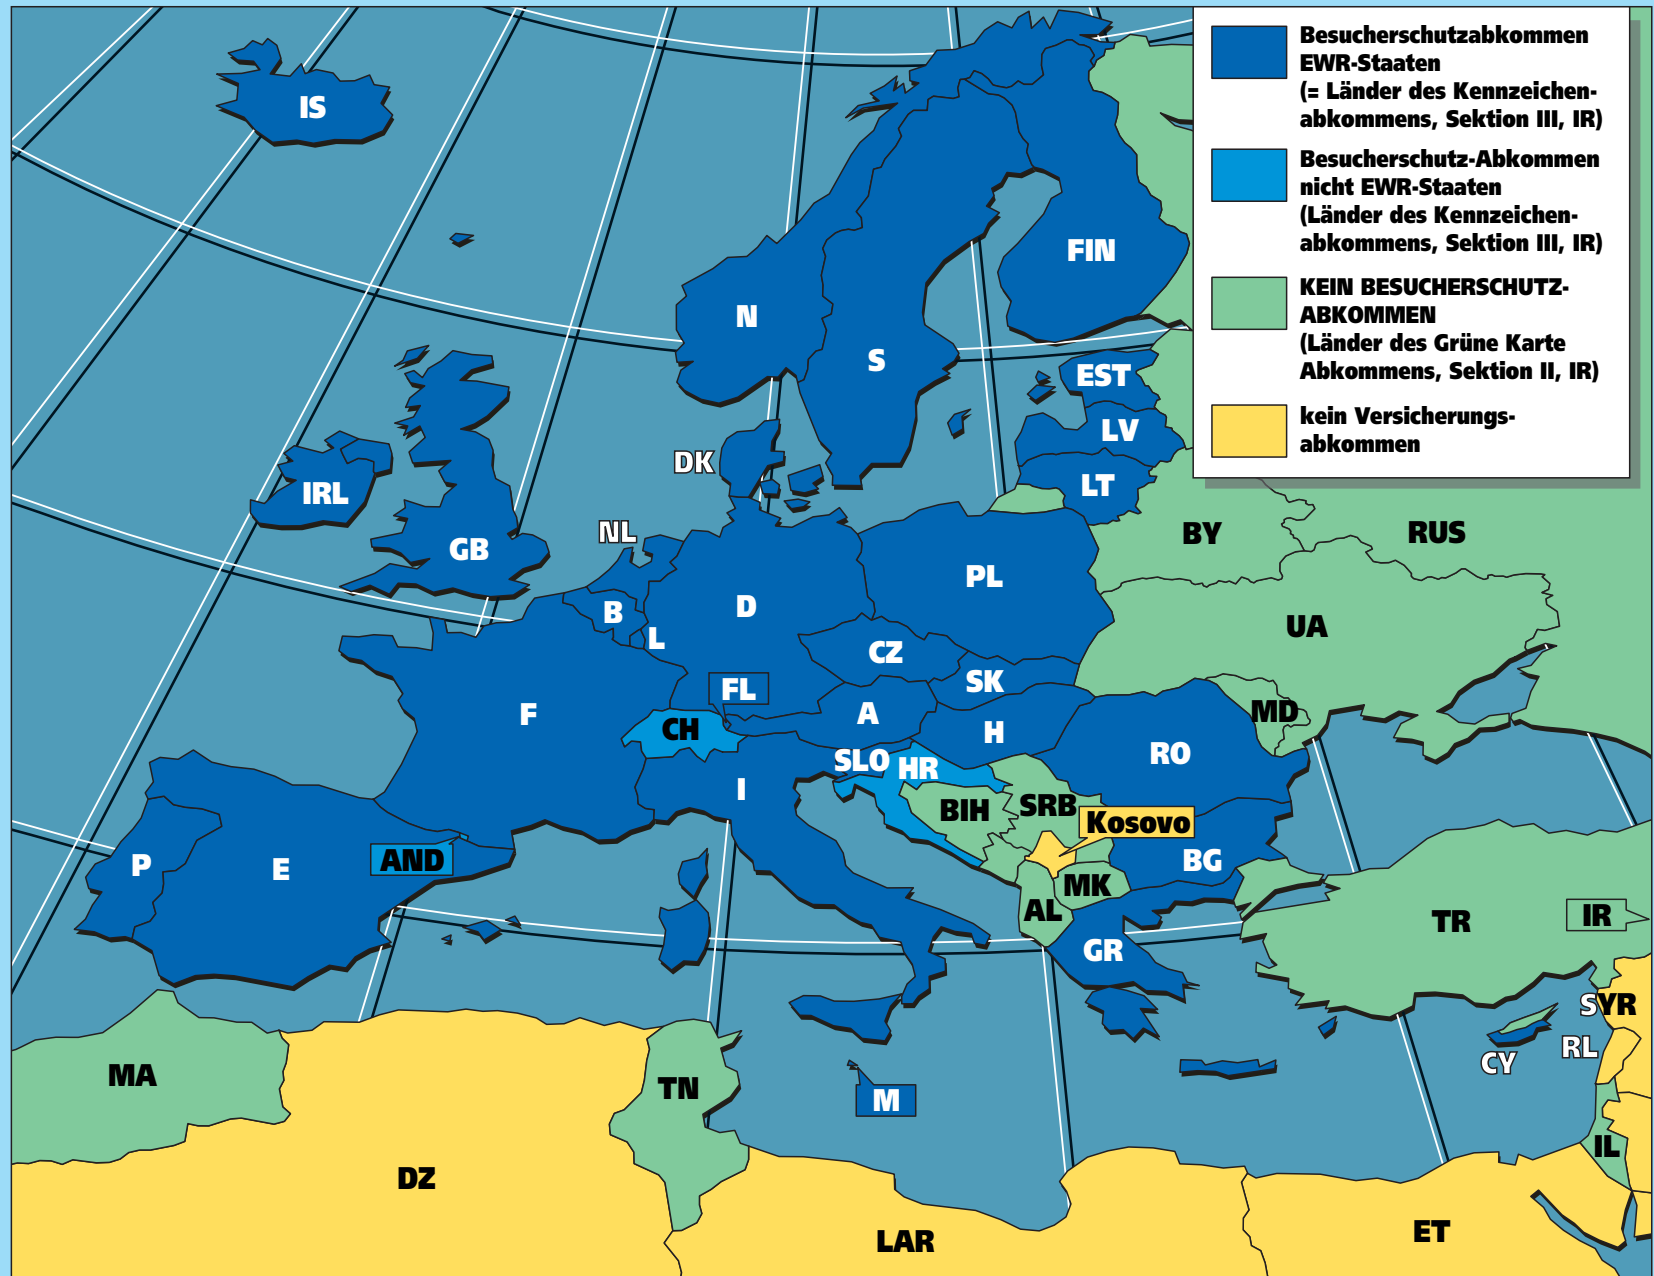 Besucherschutzabkommen
EWR-Staaten
(= Länder des Kennzeichen-
abkommens, Sektion III, IR)
Besucherschutz-Abkommen
nicht EWR-Staaten
(Länder des Kennzeichen-
abkommens, Sektion III, IR)
KEIN BESUCHERSCHUTZ-
ABKOMMEN
(Länder des Grüne Karte
Abkommens, Sektion II, IR)
kein Versicherungs-
abkommen
IS
FIN
N
S
EST
LV
DK
LT
IRL
NL
BY
RUS
GB
PL
D
B
L
UA
CZ
SK
FL
F
CH
A
MD
H
RO
SLO
HR
I
BIH
SRB
Kosovo
P
E
AND
BG
MK
AL
TR
IR
GR
SYR
CY
RL
MA
TN
M
IL
DZ
LAR
ET